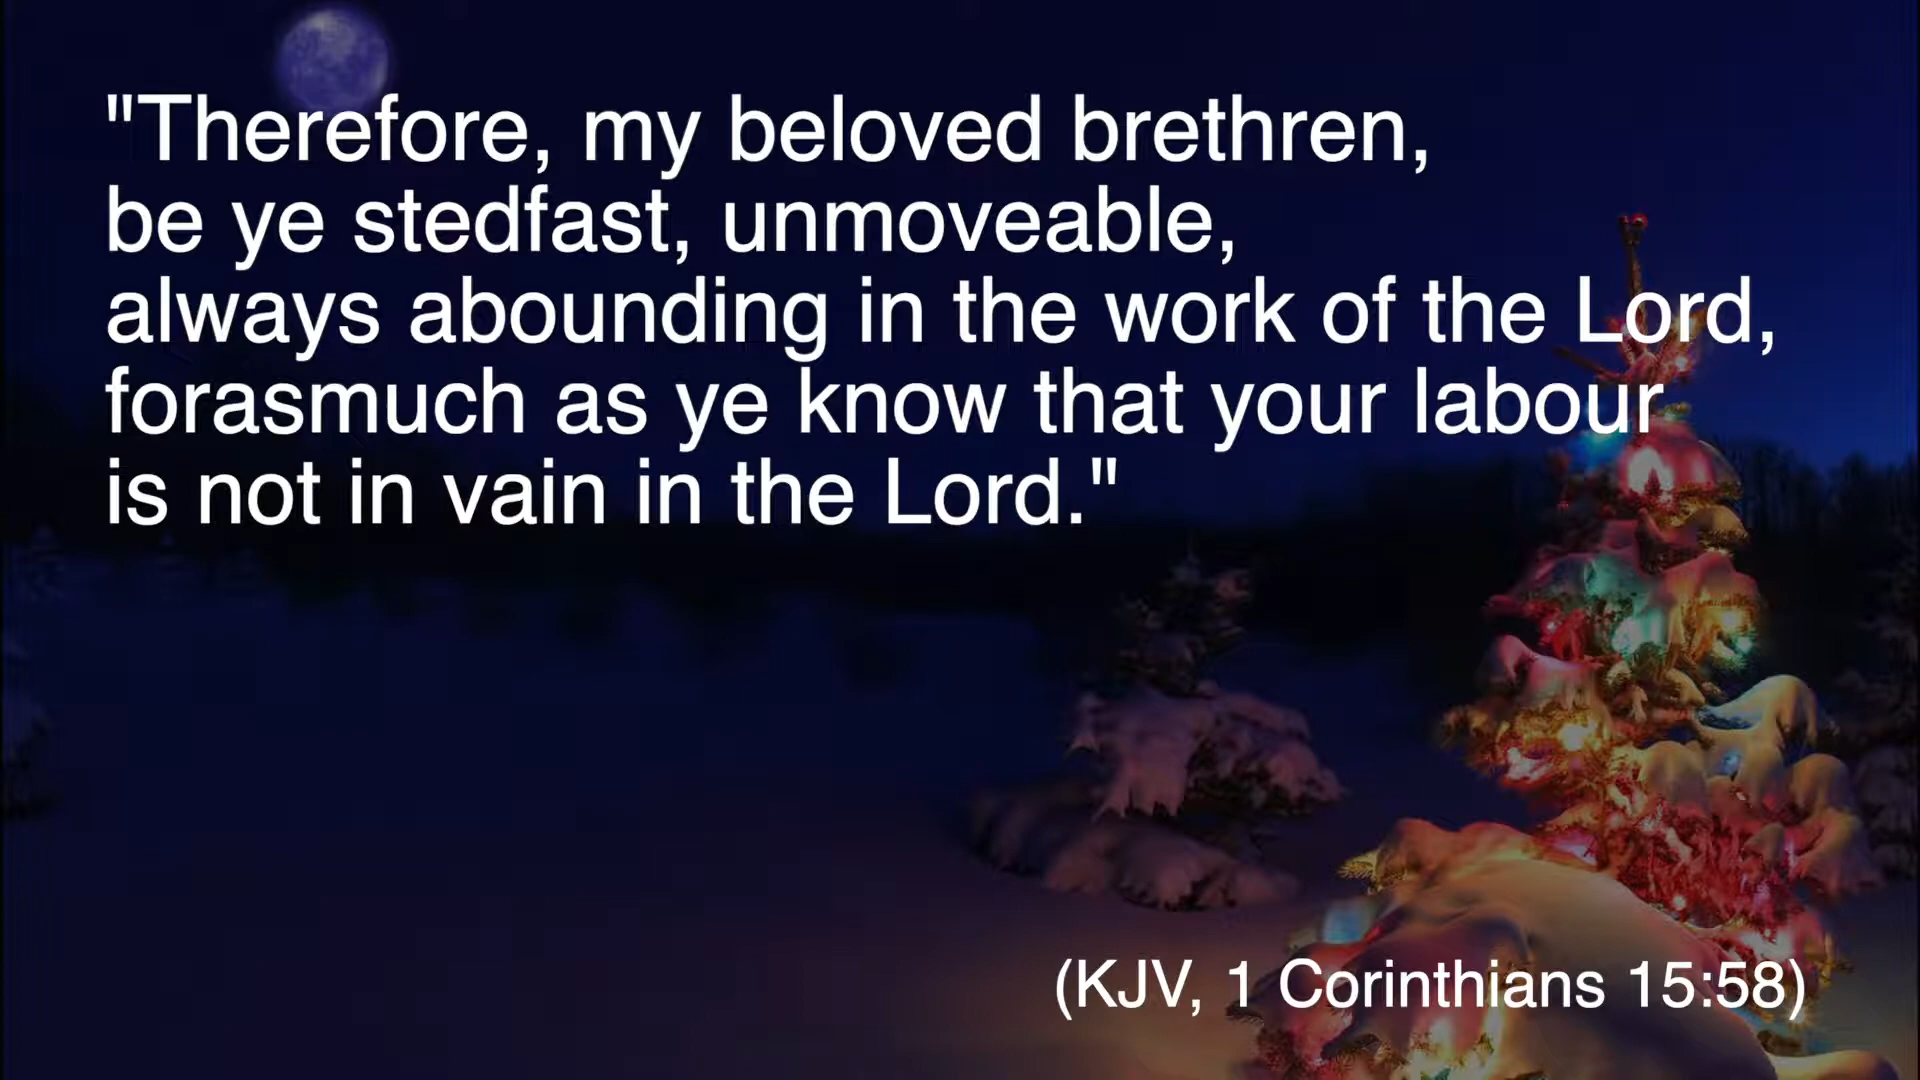 "Therefore, my beloved brethren,
be ye stedfast, unmoveable,
always abounding in the work of the Lord,
forasmuch as ye know that your labour
is not in vain in the Lord."
(KJV, 1 Corinthians 15:58)